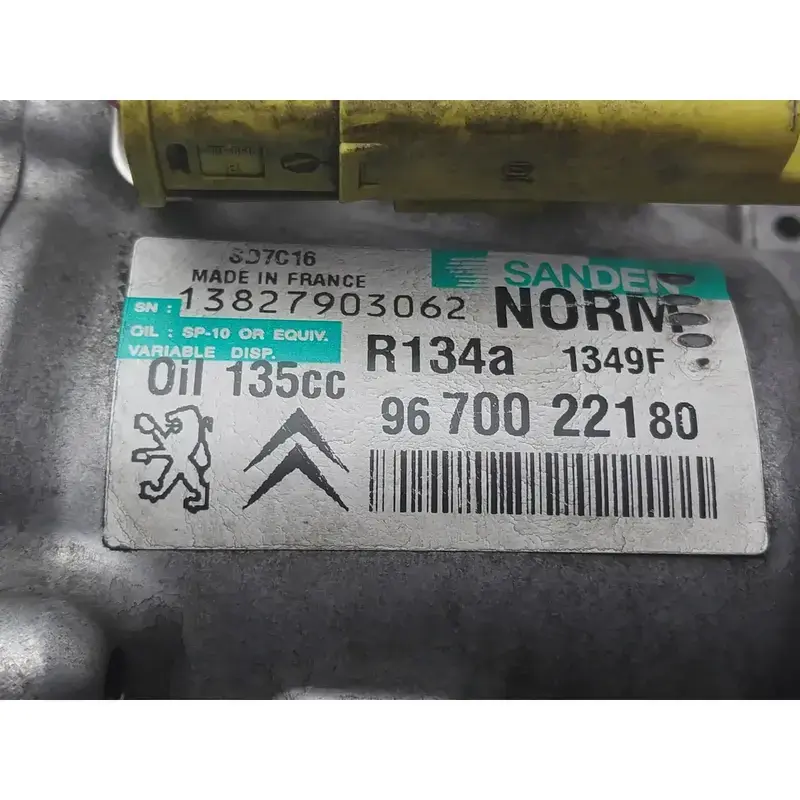 SD7C16
SANDEN
MADE IN FRANCE
SN : 13827903062
NORM
OIL : SP-10 OR EQUIV.
VARIABLE DISP.
R134a 1349F
Oil 135cc
96 700 221 80